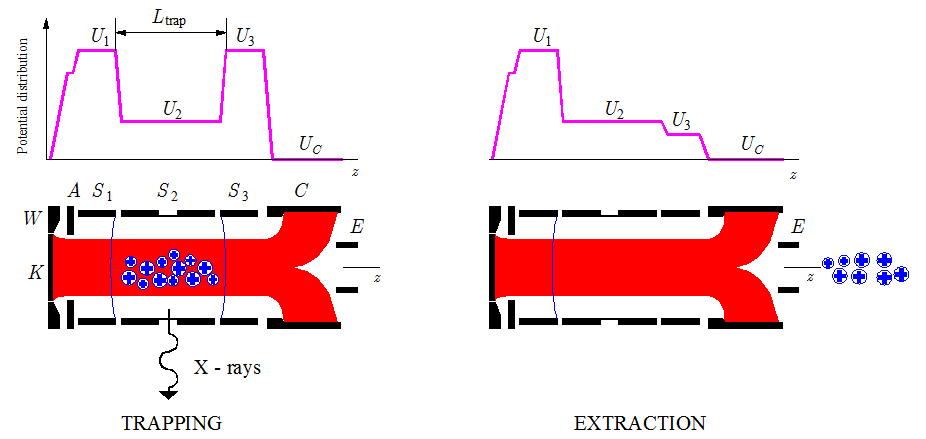 Potential distribution
U1
Ltrap
U3
U2
UC
z
U1
U2
U3
UC
z
A S1 S2 S3 C
W
K
E
z
X - rays
E
z
TRAPPING
EXTRACTION